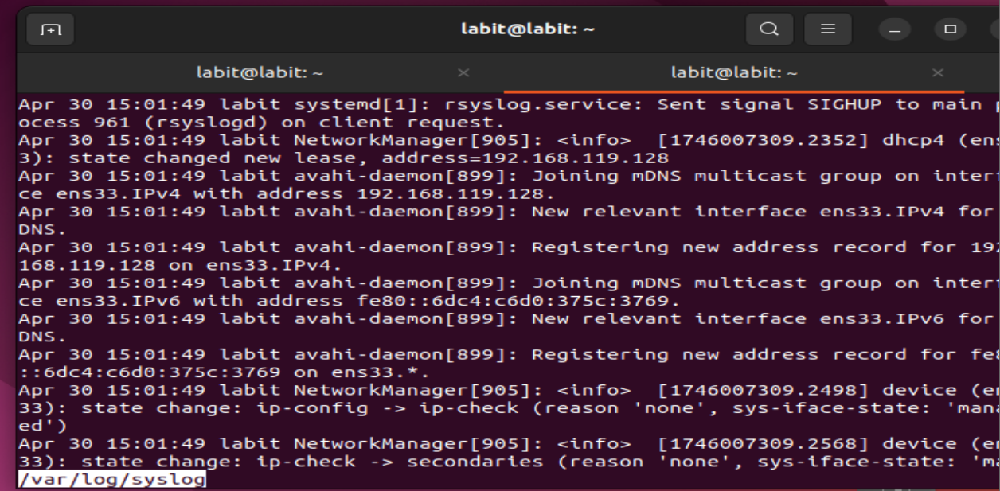 labit@labit: ~
labit@labit: ~ × labit@labit: ~ ×
Apr 30 15:01:49 labit systemd[1]: rsyslog.service: Sent signal SIGHUP to main
ocess 961 (rsyslogd) on client request.
Apr 30 15:01:49 labit NetworkManager[905]: <info>  [1746007309.2352] dhcp4 (ens
3): state changed new lease, address=192.168.119.128
Apr 30 15:01:49 labit avahi-daemon[899]: Joining mDNS multicast group on inter
ce ens33.IPv4 with address 192.168.119.128.
Apr 30 15:01:49 labit avahi-daemon[899]: New relevant interface ens33.IPv4 for
DNS.
Apr 30 15:01:49 labit avahi-daemon[899]: Registering new address record for 192
168.119.128 on ens33.IPv4.
Apr 30 15:01:49 labit avahi-daemon[899]: Joining mDNS multicast group on inter
ce ens33.IPv6 with address fe80::6dc4:c6d0:375c:3769.
Apr 30 15:01:49 labit avahi-daemon[899]: New relevant interface ens33.IPv6 for
DNS.
Apr 30 15:01:49 labit avahi-daemon[899]: Registering new address record for fe8
::6dc4:c6d0:375c:3769 on ens33.*.
Apr 30 15:01:49 labit NetworkManager[905]: <info>  [1746007309.2498] device (en
33): state change: ip-config -> ip-check (reason 'none', sys-iface-state: 'mana
ed')
Apr 30 15:01:49 labit NetworkManager[905]: <info>  [1746007309.2568] device (en
33): state change: ip-check -> secondaries (reason 'none', sys-iface-state: 'ma
/var/log/syslog